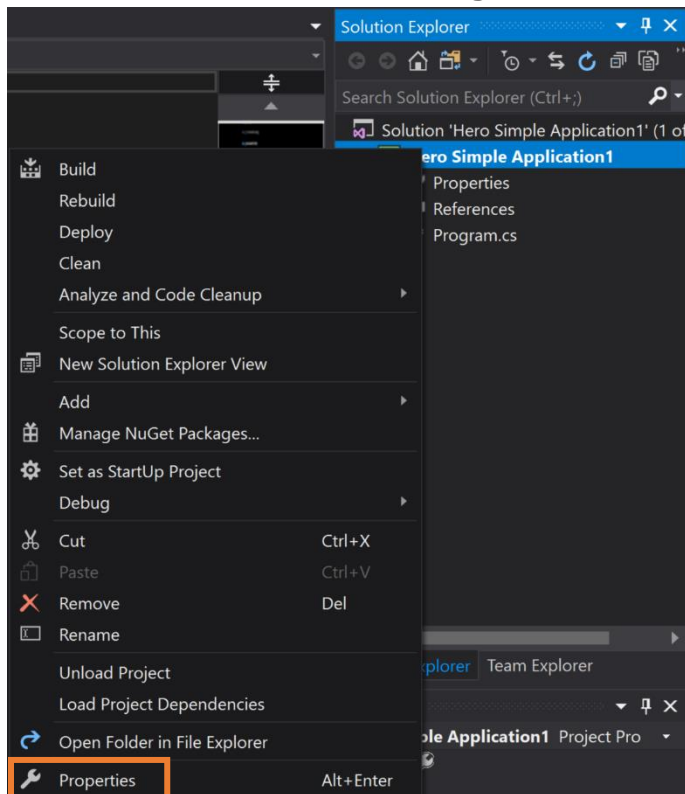 Solution Explorer
Search Solution Explorer (Ctrl+;)
Solution 'Hero Simple Application1' (1 of
ero Simple Application1
Properties
References
Program.cs
Build
Rebuild
Deploy
Clean
Analyze and Code Cleanup
Scope to This
New Solution Explorer View
Add
Manage NuGet Packages...
Set as StartUp Project
Debug
Cut Ctrl+X
Paste Ctrl+V
Remove Del
Rename
Unload Project
Load Project Dependencies
Open Folder in File Explorer
Properties Alt+Enter
xplorer Team Explorer
ple Application1 Project Pro